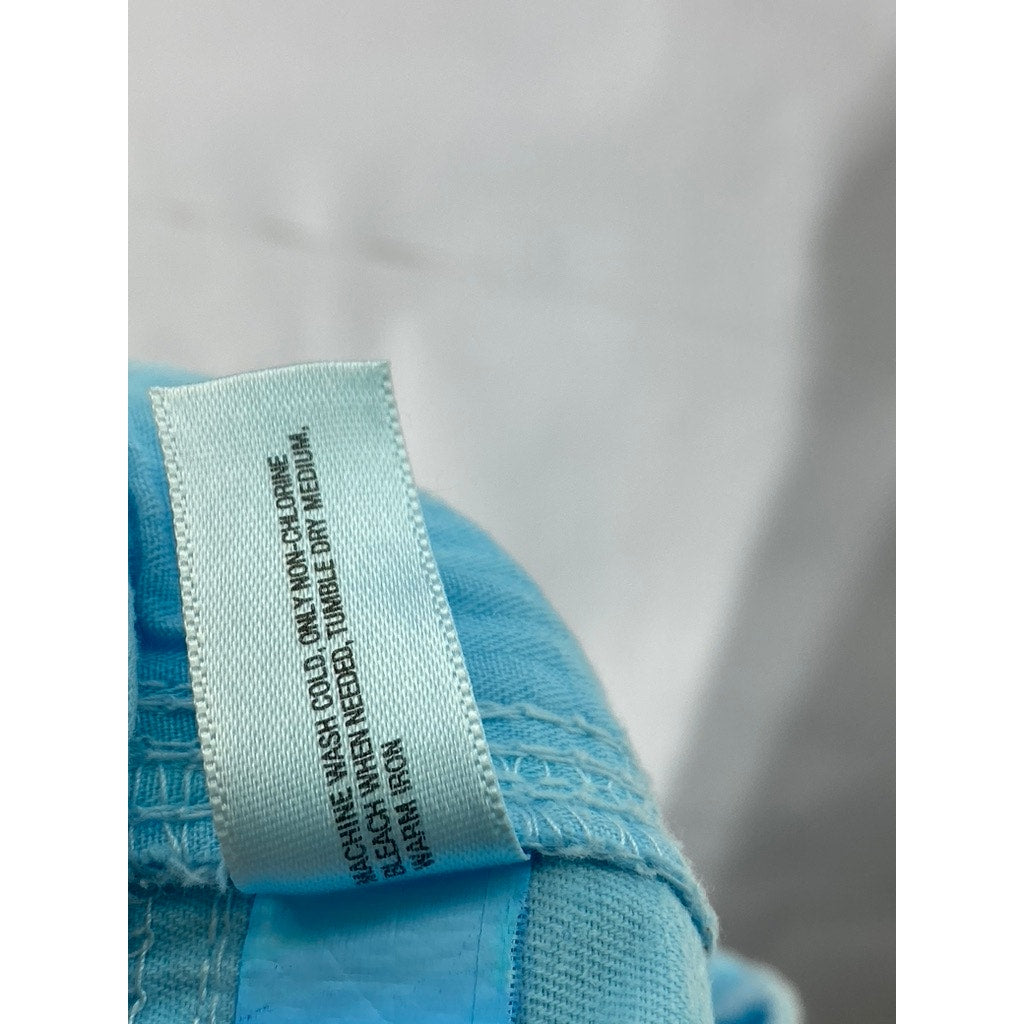 MACHINE WASH COLD, ONLY NON-CHLORINE
BLEACH WHEN NEEDED, TUMBLE DRY MEDIUM,
WARM IRON